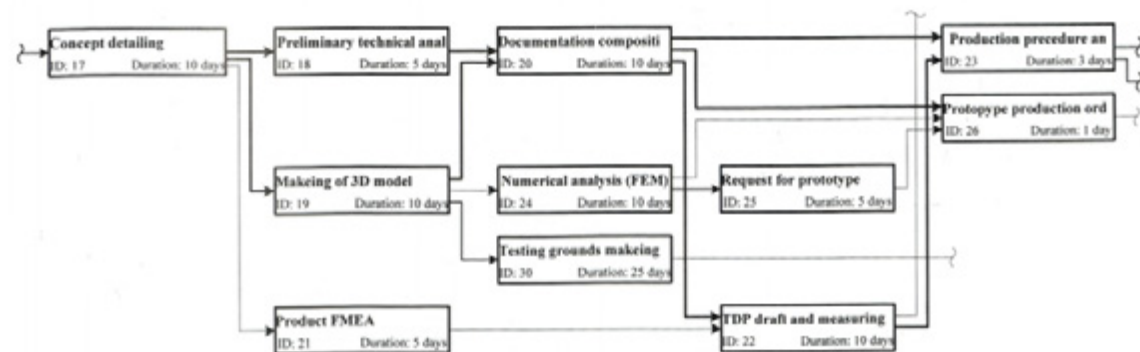 Concept detailing
ID: 17 Duration: 10 days
Preliminary technical anal
ID: 18 Duration: 5 days
Documentation compositi
ID: 20 Duration: 10 days
Production precedure an
ID: 23 Duration: 3 days
Protopype production ord
ID: 26 Duration: 1 day
Makeing of 3D model
ID: 19 Duration: 10 days
Numerical analysis (FEM)
ID: 24 Duration: 10 days
Request for prototype
ID: 25 Duration: 5 days
Testing grounds makeing
ID: 30 Duration: 25 days
Product FMEA
ID: 21 Duration: 5 days
TDP draft and measuring
ID: 22 Duration: 10 days